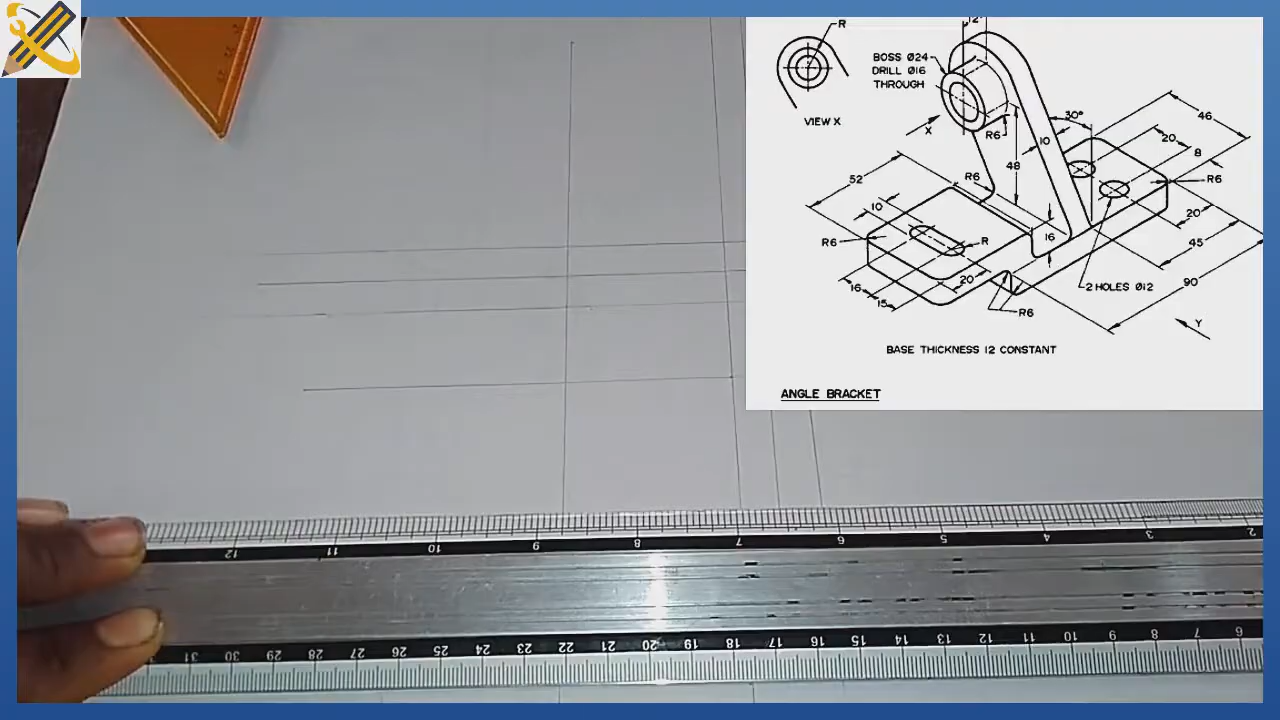 12
R
BOSS Ø24
DRILL Ø16
THROUGH
VIEW X
X
R6
48
10
30°
46
20
8
R6
20
45
90
52
R6
10
R6
R
16
20
16
15
R6
2 HOLES Ø12
Y
BASE THICKNESS 12 CONSTANT
ANGLE BRACKET
12 11 10 9 8 7 6 5 4 3 2
31 30 29 28 27 26 25 24 23 22 21 20 19 18 17 16 15 14 13 12 11 10 9 8 7 6